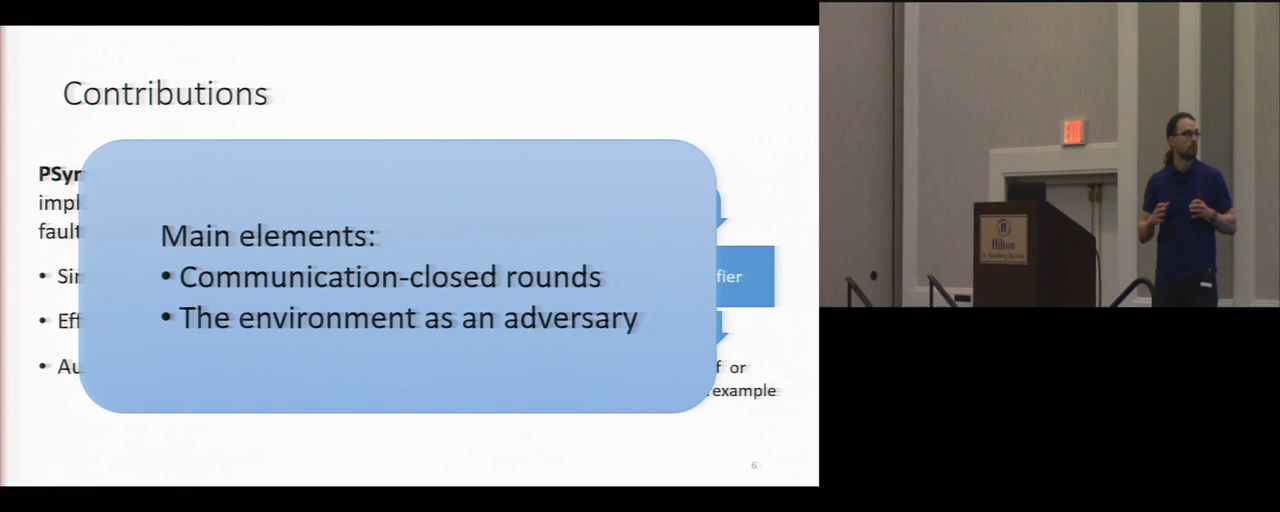 Contributions
PSyn
impl
fault
• Sin
• Eff
• Au
Main elements:
• Communication-closed rounds
• The environment as an adversary
fier
f or
example
6
Hilton